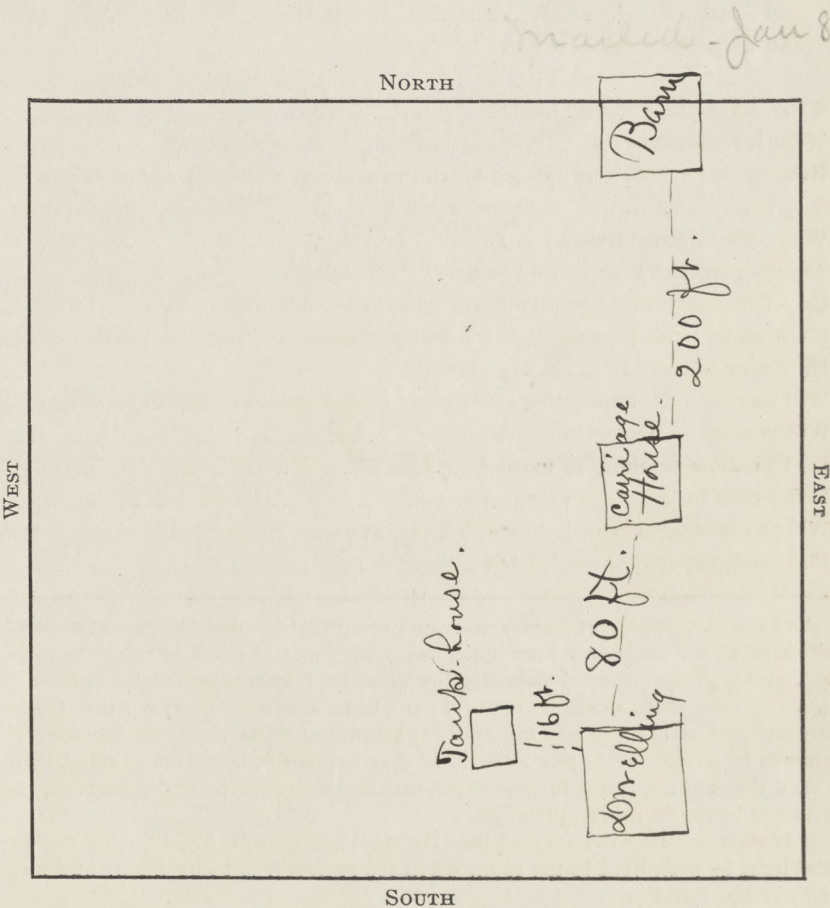 mailed - Jan 8
NORTH
Barn
200 ft.
WEST
EAST
Carriage
House.
80 ft.
Tank-house.
16 ft.
Dwelling
SOUTH